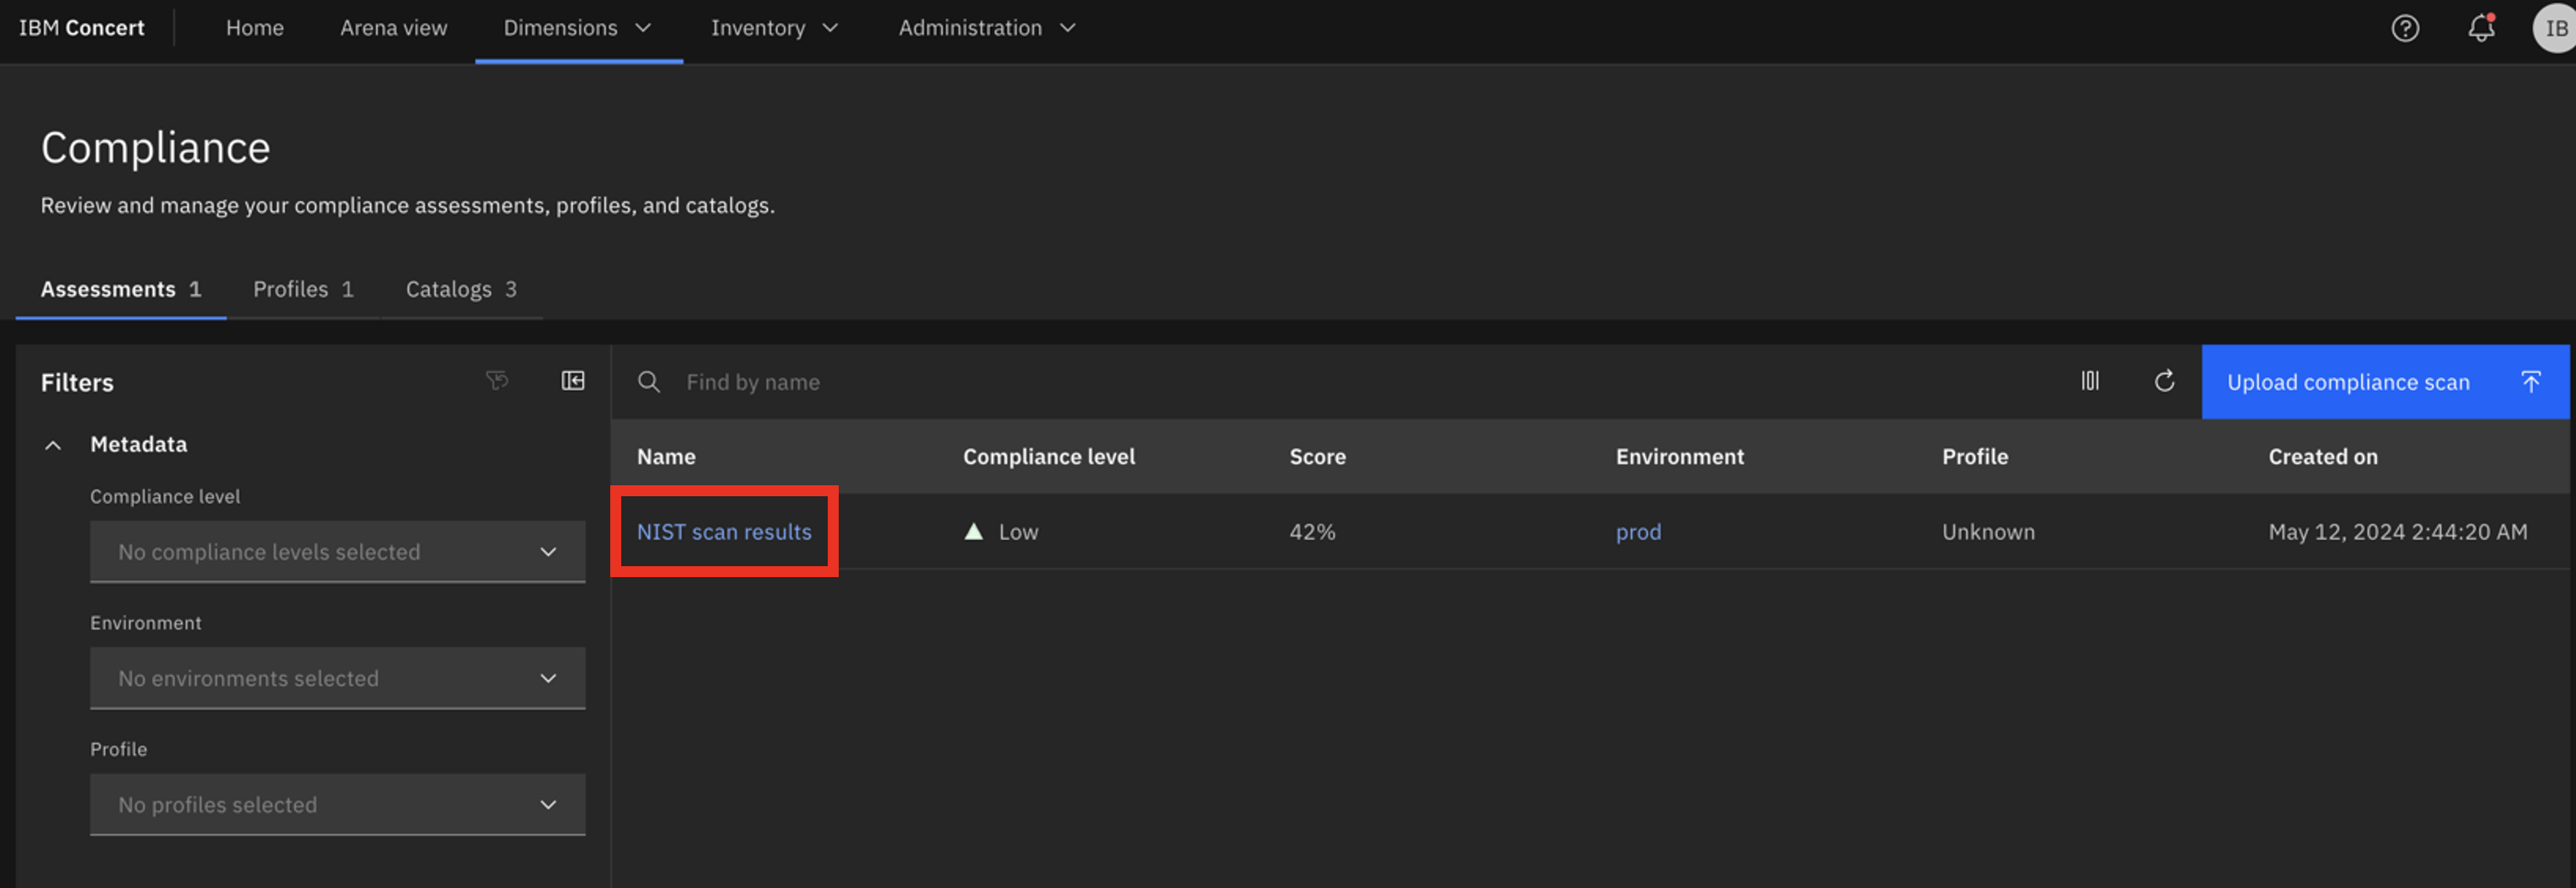 IBM Concert Home Arena view Dimensions Inventory Administration IB
Compliance
Review and manage your compliance assessments, profiles, and catalogs.
Assessments 1 Profiles 1 Catalogs 3
Filters Find by name Upload compliance scan
Metadata
Name Compliance level Score Environment Profile Created on
Compliance level
NIST scan results Low 42% prod Unknown May 12, 2024 2:44:20 AM
No compliance levels selected
Environment
No environments selected
Profile
No profiles selected